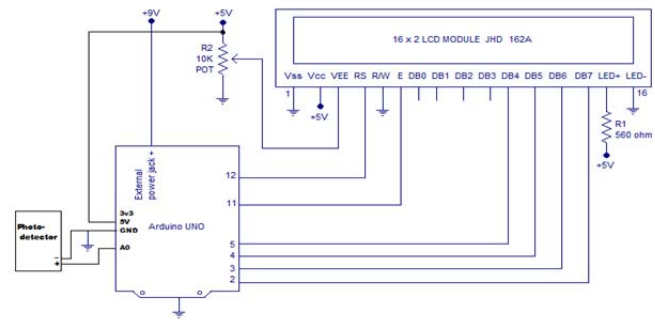 +9V
+5V
R2
10K
POT
16 x 2 LCD MODULE JHD 162A
Vss Vcc VEE RS R/W E DB0 DB1 DB2 DB3 DB4 DB5 DB6 DB7 LED+ LED-
1
16
+5V
R1
560 ohm
+5V
External
power jack +
12
11
3v3
5V
GND
A0
Arduino UNO
5
4
3
2
Photo-
detector
-
+